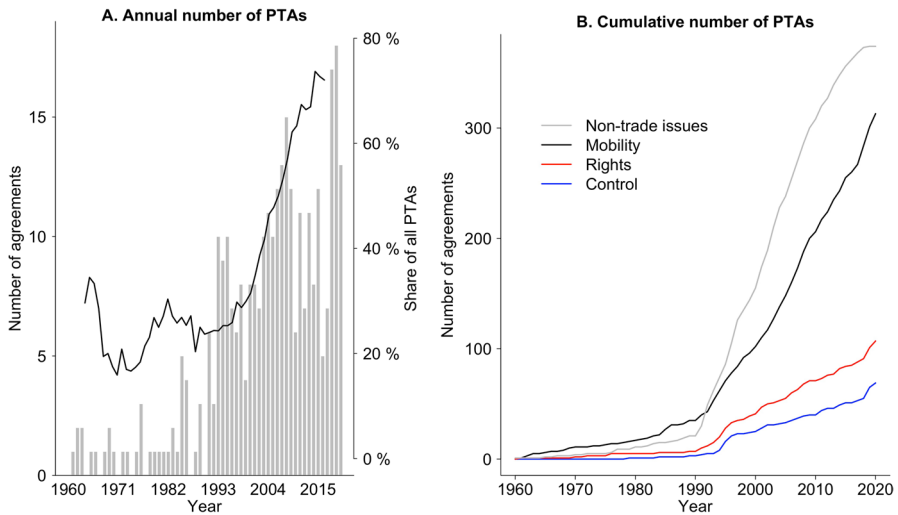 A. Annual number of PTAs
Number of agreements
15
10
5
0
80 %
60 %
40 %
20 %
0 %
Share of all PTAs
1960 1971 1982 1993 2004 2015
Year
B. Cumulative number of PTAs
Number of agreements
300
200
100
0
Non-trade issues
Mobility
Rights
Control
1960 1970 1980 1990 2000 2010 2020
Year